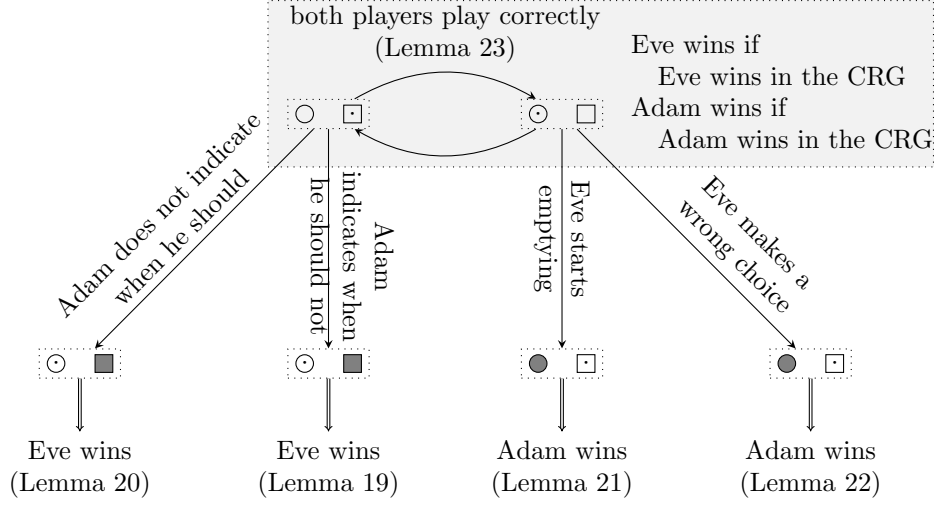 both players play correctly
(Lemma 23)
Eve wins if
Eve wins in the CRG
Adam wins if
Adam wins in the CRG
Adam does not indicate
when he should
Adam
indicates when
he should not
Eve starts
emptying
Eve makes a
wrong choice
Eve wins
(Lemma 20)
Eve wins
(Lemma 19)
Adam wins
(Lemma 21)
Adam wins
(Lemma 22)